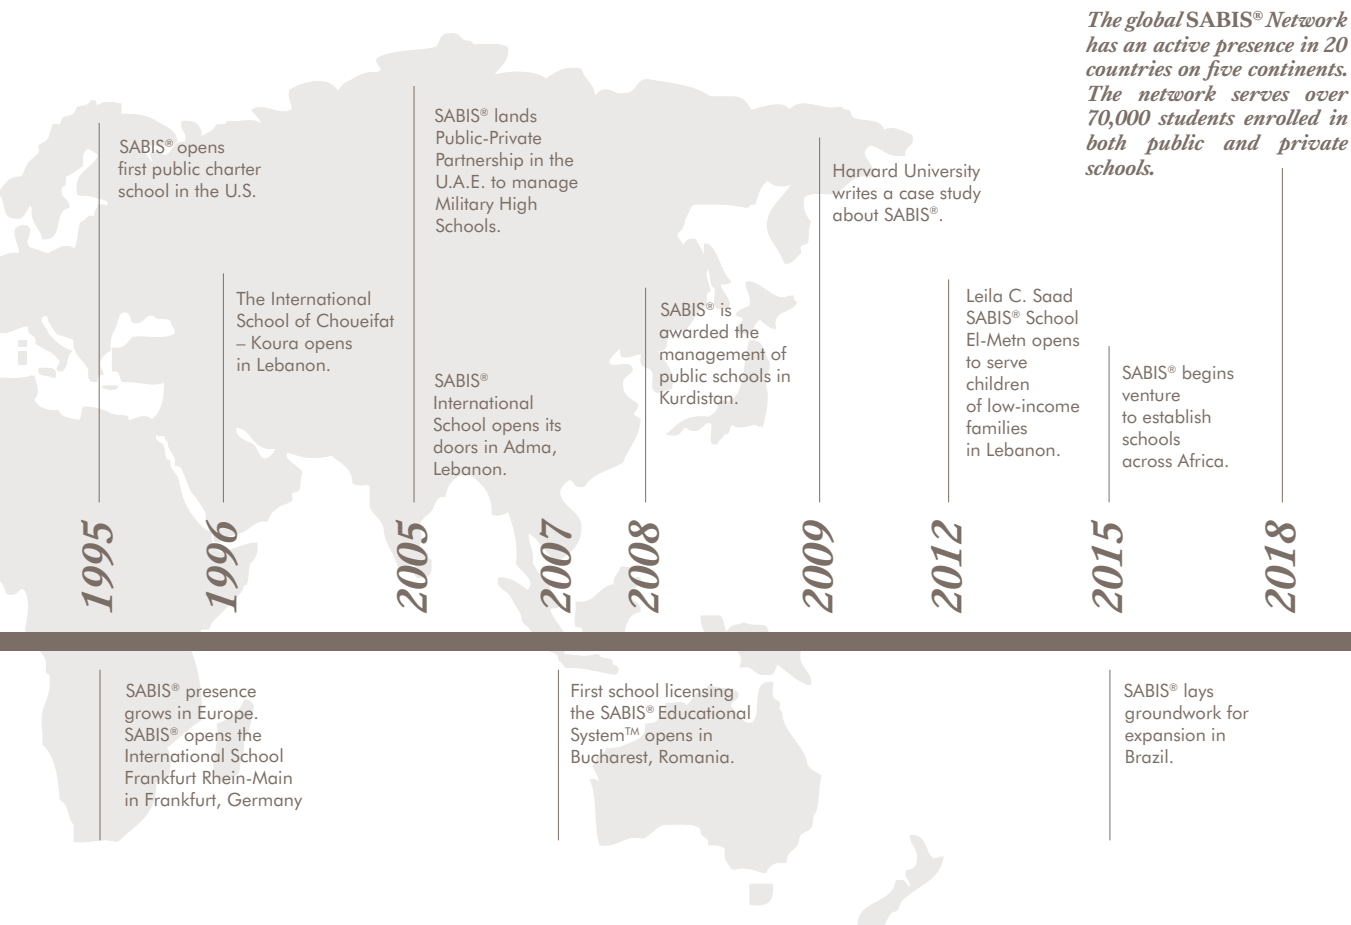 The global SABIS® Network
has an active presence in 20
countries on five continents.
The network serves over
70,000 students enrolled in
both public and private
schools.
SABIS® opens
first public charter
school in the U.S.
The International
School of Choueifat
– Koura opens
in Lebanon.
SABIS® lands
Public-Private
Partnership in the
U.A.E. to manage
Military High
Schools.
SABIS®
International
School opens its
doors in Adma,
Lebanon.
SABIS® is
awarded the
management of
public schools in
Kurdistan.
Harvard University
writes a case study
about SABIS®.
Leila C. Saad
SABIS® School
El-Metn opens
to serve
children
of low-income
families
in Lebanon.
SABIS® begins
venture
to establish
schools
across Africa.
1995
1996
2005
2007
2008
2009
2012
2015
2018
SABIS® presence
grows in Europe.
SABIS® opens the
International School
Frankfurt Rhein-Main
in Frankfurt, Germany
First school licensing
the SABIS® Educational
System™ opens in
Bucharest, Romania.
SABIS® lays
groundwork for
expansion in
Brazil.